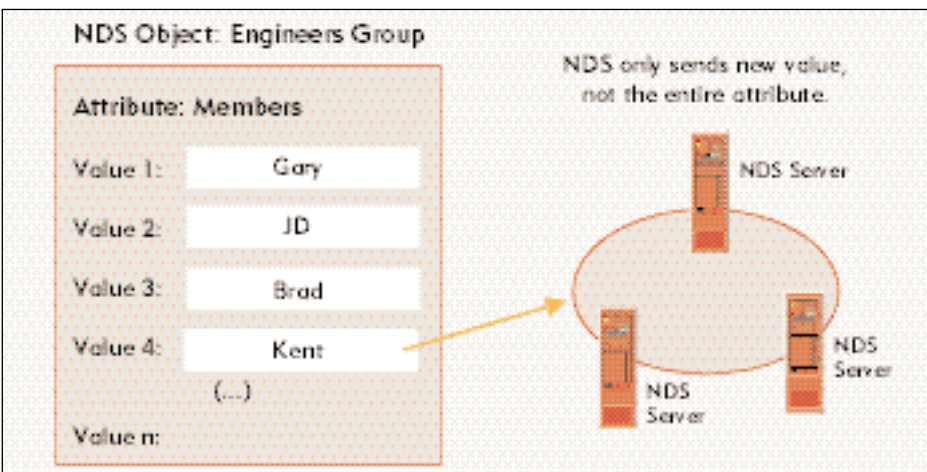 NDS Object: Engineers Group
Attribute: Members
Value 1: Gary
Value 2: JD
Value 3: Brad
Value 4: Kent
(...)
Value n:
NDS only sends new value,
not the entire attribute.
NDS Server
NDS
Server
NDS
Server